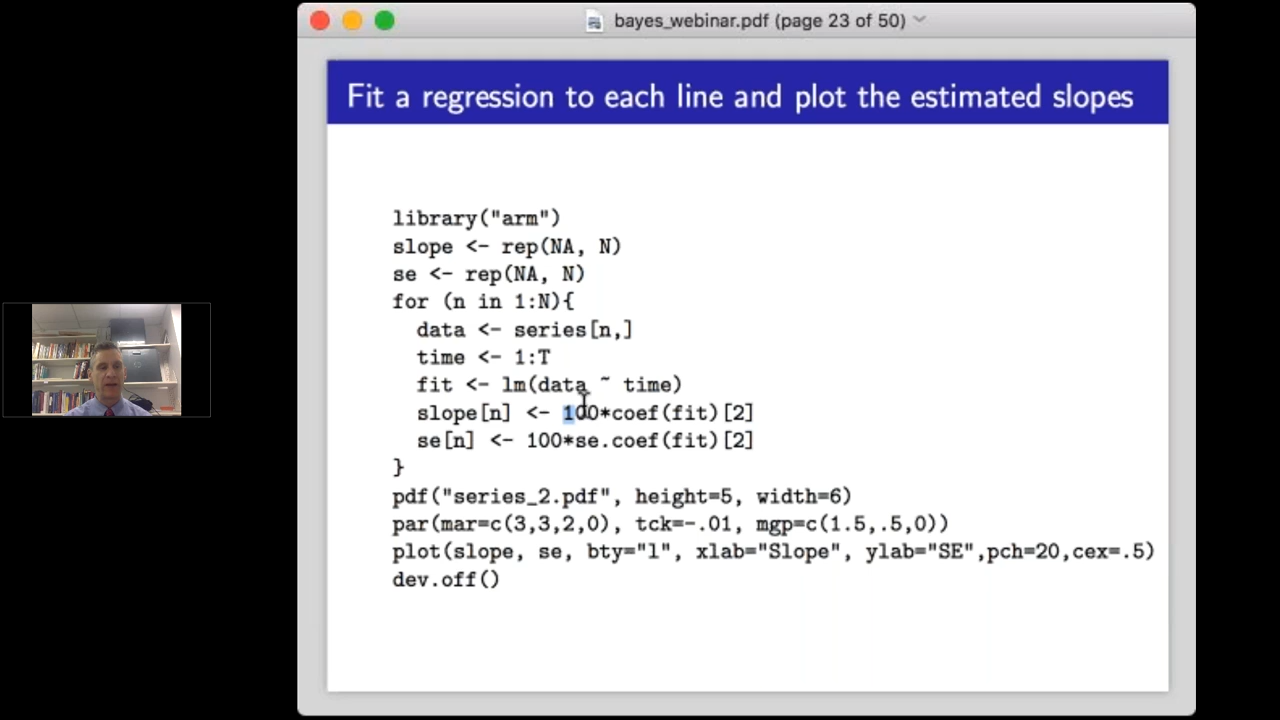 bayes_webinar.pdf (page 23 of 50)
Fit a regression to each line and plot the estimated slopes
library("arm")
slope <- rep(NA, N)
se <- rep(NA, N)
for (n in 1:N){
  data <- series[n,]
  time <- 1:T
  fit <- lm(data ~ time)
  slope[n] <- 100*coef(fit)[2]
  se[n] <- 100*se.coef(fit)[2]
}
pdf("series_2.pdf", height=5, width=6)
par(mar=c(3,3,2,0), tck=-.01, mgp=c(1.5,.5,0))
plot(slope, se, bty="l", xlab="Slope", ylab="SE",pch=20,cex=.5)
dev.off()